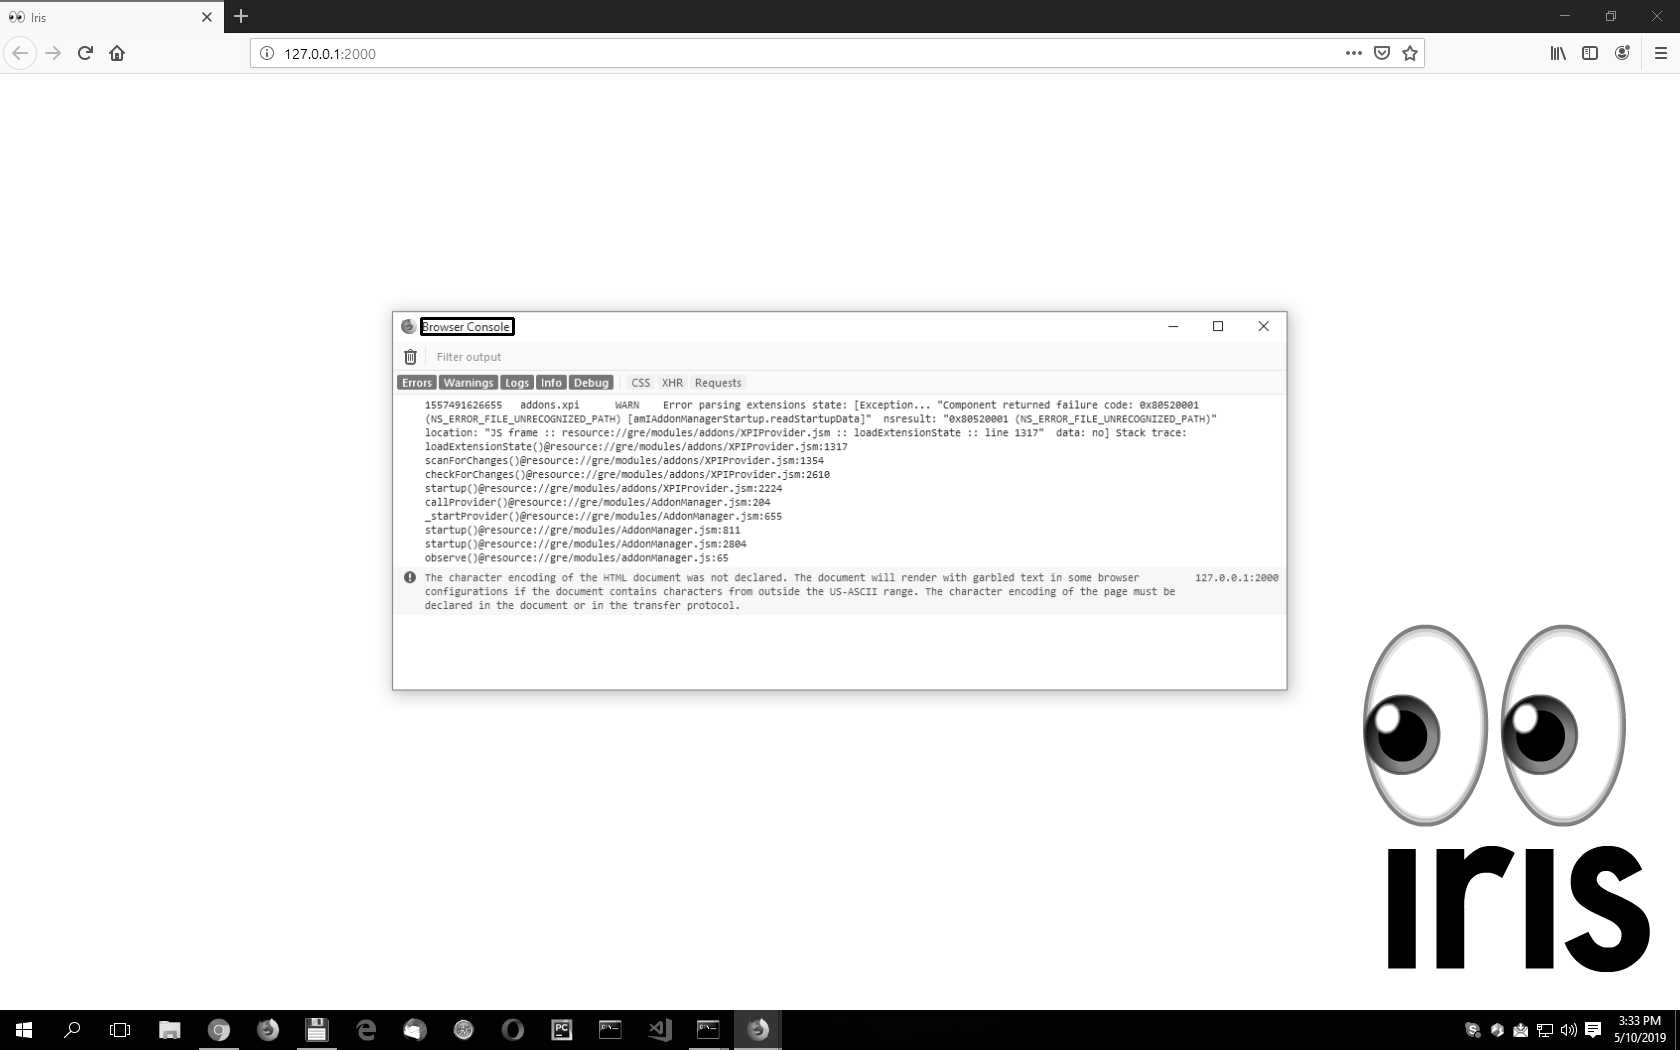 Iris
127.0.0.1:2000
Browser Console
Filter output
Errors Warnings Logs Info Debug CSS XHR Requests
1557491626655 addons.xpi WARN Error parsing extensions state: [Exception... "Component returned failure code: 0x80520001
(NS_ERROR_FILE_UNRECOGNIZED_PATH) [amIAddonManagerStartup.readStartupData]" nsresult: "0x80520001 (NS_ERROR_FILE_UNRECOGNIZED_PATH)"
location: "JS frame :: resource://gre/modules/addons/XPIProvider.jsm :: loadExtensionState :: line 1317" data: no] Stack trace:
loadExtensionState()@resource://gre/modules/addons/XPIProvider.jsm:1317
scanForChanges()@resource://gre/modules/addons/XPIProvider.jsm:1354
checkForChanges()@resource://gre/modules/addons/XPIProvider.jsm:2610
startup()@resource://gre/modules/addons/XPIProvider.jsm:2224
callProvider()@resource://gre/modules/AddonManager.jsm:204
_startProvider()@resource://gre/modules/AddonManager.jsm:655
startup()@resource://gre/modules/AddonManager.jsm:811
startup()@resource://gre/modules/AddonManager.jsm:2804
observe()@resource://gre/modules/addonManager.js:65
The character encoding of the HTML document was not declared. The document will render with garbled text in some browser 127.0.0.1:2000
configurations if the document contains characters from outside the US-ASCII range. The character encoding of the page must be
declared in the document or in the transfer protocol.
iris
PC
3:33 PM
5/10/2019